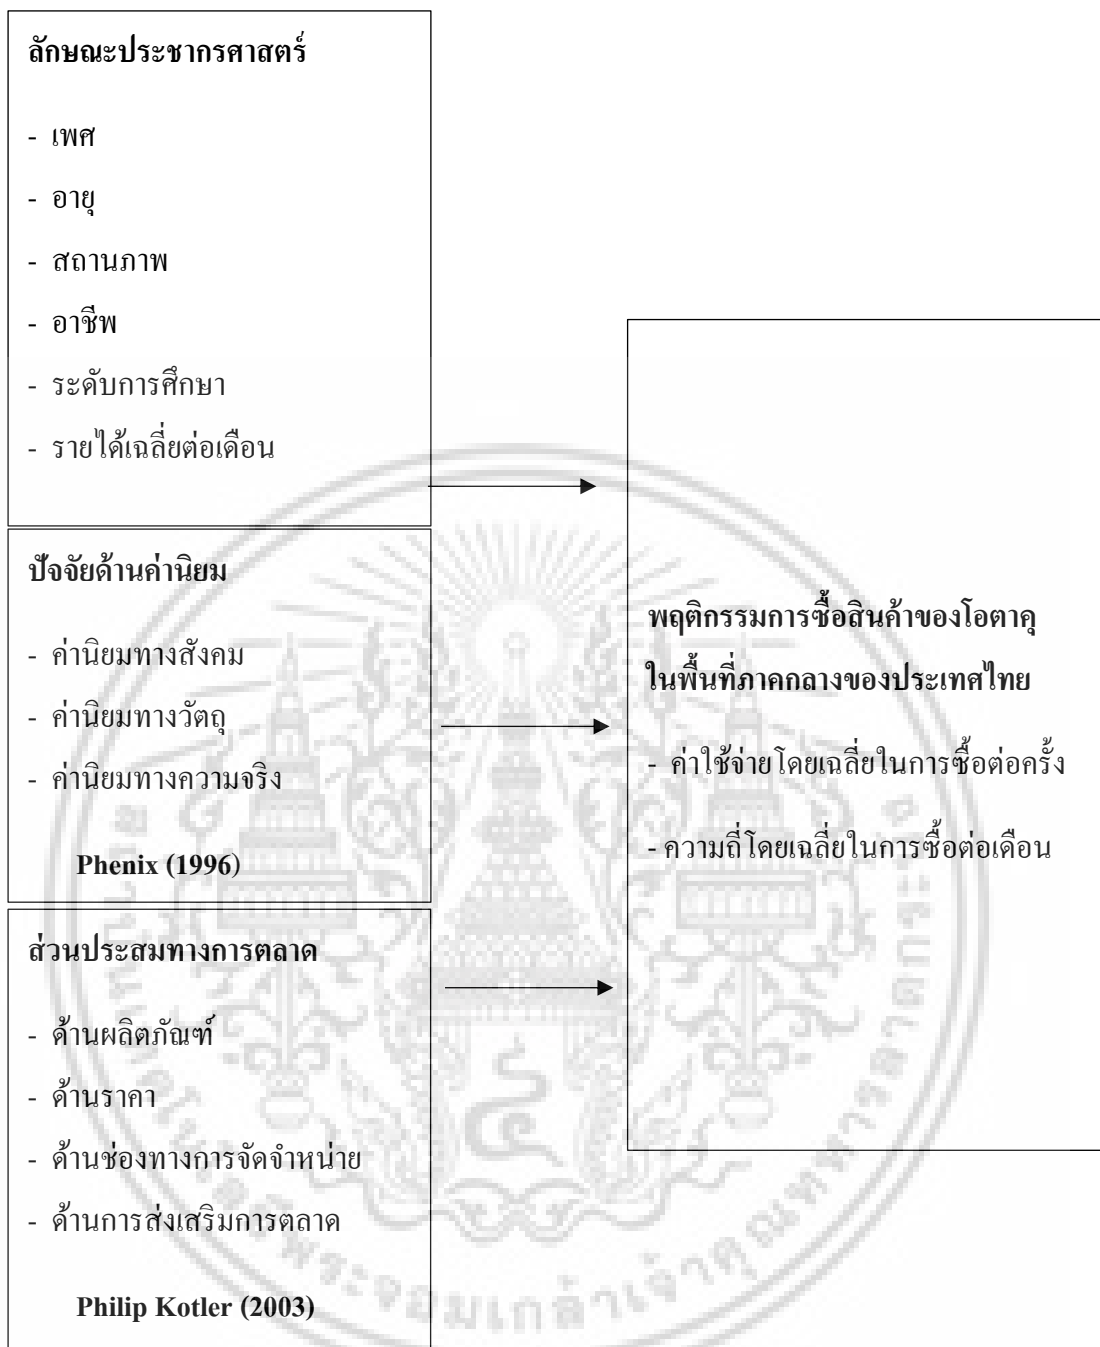 ลักษณะประชากรศาสตร์
- เพศ
- อายุ
- สถานภาพ
- อาชีพ
- ระดับการศึกษา
- รายได้เฉลี่ยต่อเดือน
ปัจจัยด้านค่านิยม
- ค่านิยมทางสังคม
- ค่านิยมทางวัตถุ
- ค่านิยมทางความจริง
Phenix (1996)
ส่วนประสมทางการตลาด
- ด้านผลิตภัณฑ์
- ด้านราคา
- ด้านช่องทางการจัดจำหน่าย
- ด้านการส่งเสริมการตลาด
Philip Kotler (2003)
พฤติกรรมการซื้อสินค้าของโอตาคุ
ในพื้นที่ภาคกลางของประเทศไทย
- ค่าใช้จ่ายโดยเฉลี่ยในการซื้อต่อครั้ง
- ความถี่โดยเฉลี่ยในการซื้อต่อเดือน